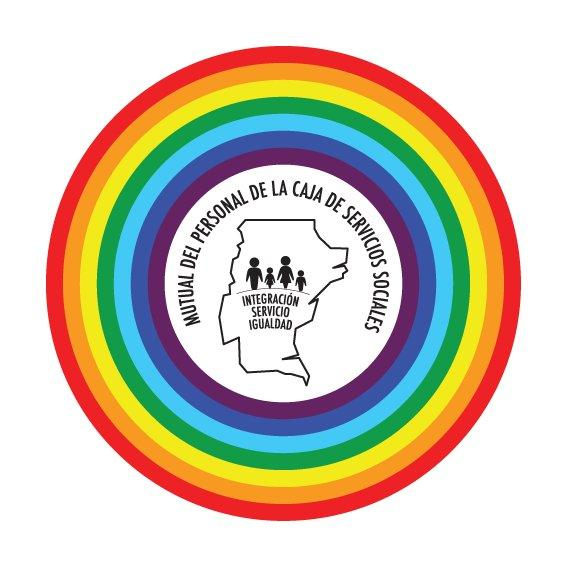 MUTUAL DEL PERSONAL DE LA CAJA DE SERVICIOS SOCIALES
INTEGRACIÓN
SERVICIO
IGUALDAD